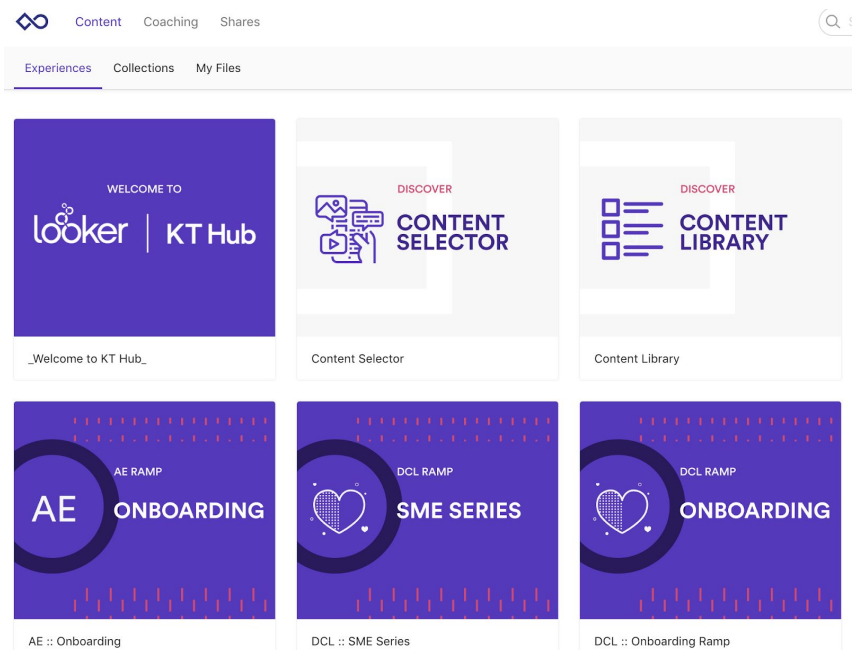 Content Coaching Shares
Experiences Collections My Files
WELCOME TO
looker | KT Hub
_Welcome to KT Hub_
DISCOVER
CONTENT
SELECTOR
Content Selector
DISCOVER
CONTENT
LIBRARY
Content Library
AE RAMP
AE ONBOARDING
AE :: Onboarding
DCL RAMP
SME SERIES
DCL :: SME Series
DCL RAMP
ONBOARDING
DCL :: Onboarding Ramp